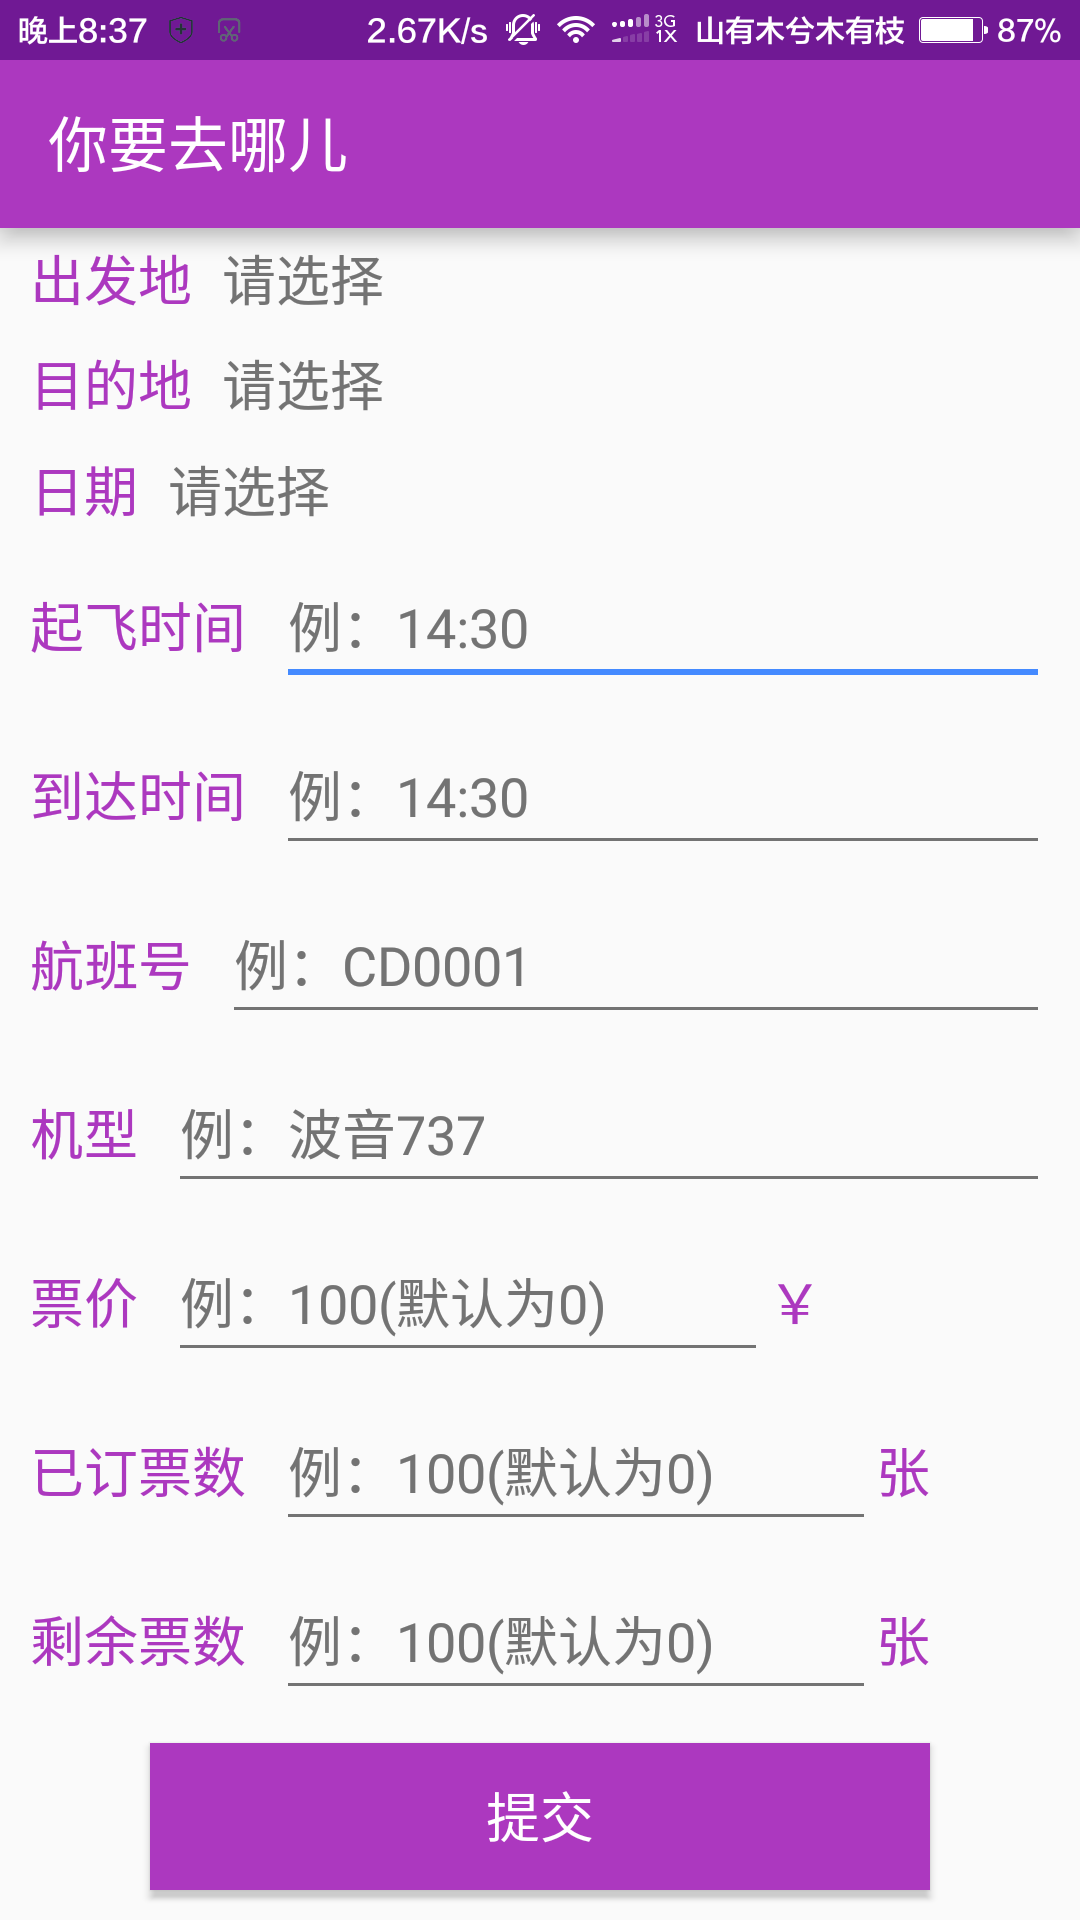 晚上8:37 2.67K/s 3G 1X 山有木兮木有枝 87%
你要去哪儿
出发地 请选择
目的地 请选择
日期 请选择
起飞时间 例：14:30
到达时间 例：14:30
航班号 例：CD0001
机型 例：波音737
票价 例：100(默认为0) ¥
已订票数 例：100(默认为0) 张
剩余票数 例：100(默认为0) 张
提交